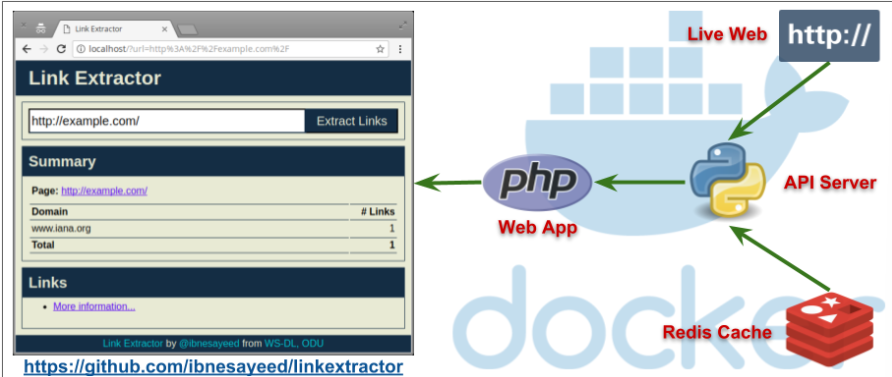 Link Extractor
localhost/?url=http%3A%2F%2Fexample.com%2F
Link Extractor
http://example.com/
Extract Links
Summary
Page: http://example.com/
Domain # Links
www.iana.org 1
Total 1
Links
More information...
Link Extractor by @ibnesayeed from WS-DL, ODU
https://github.com/ibnesayeed/linkextractor
Live Web
http://
php
Web App
API Server
Redis Cache
docker